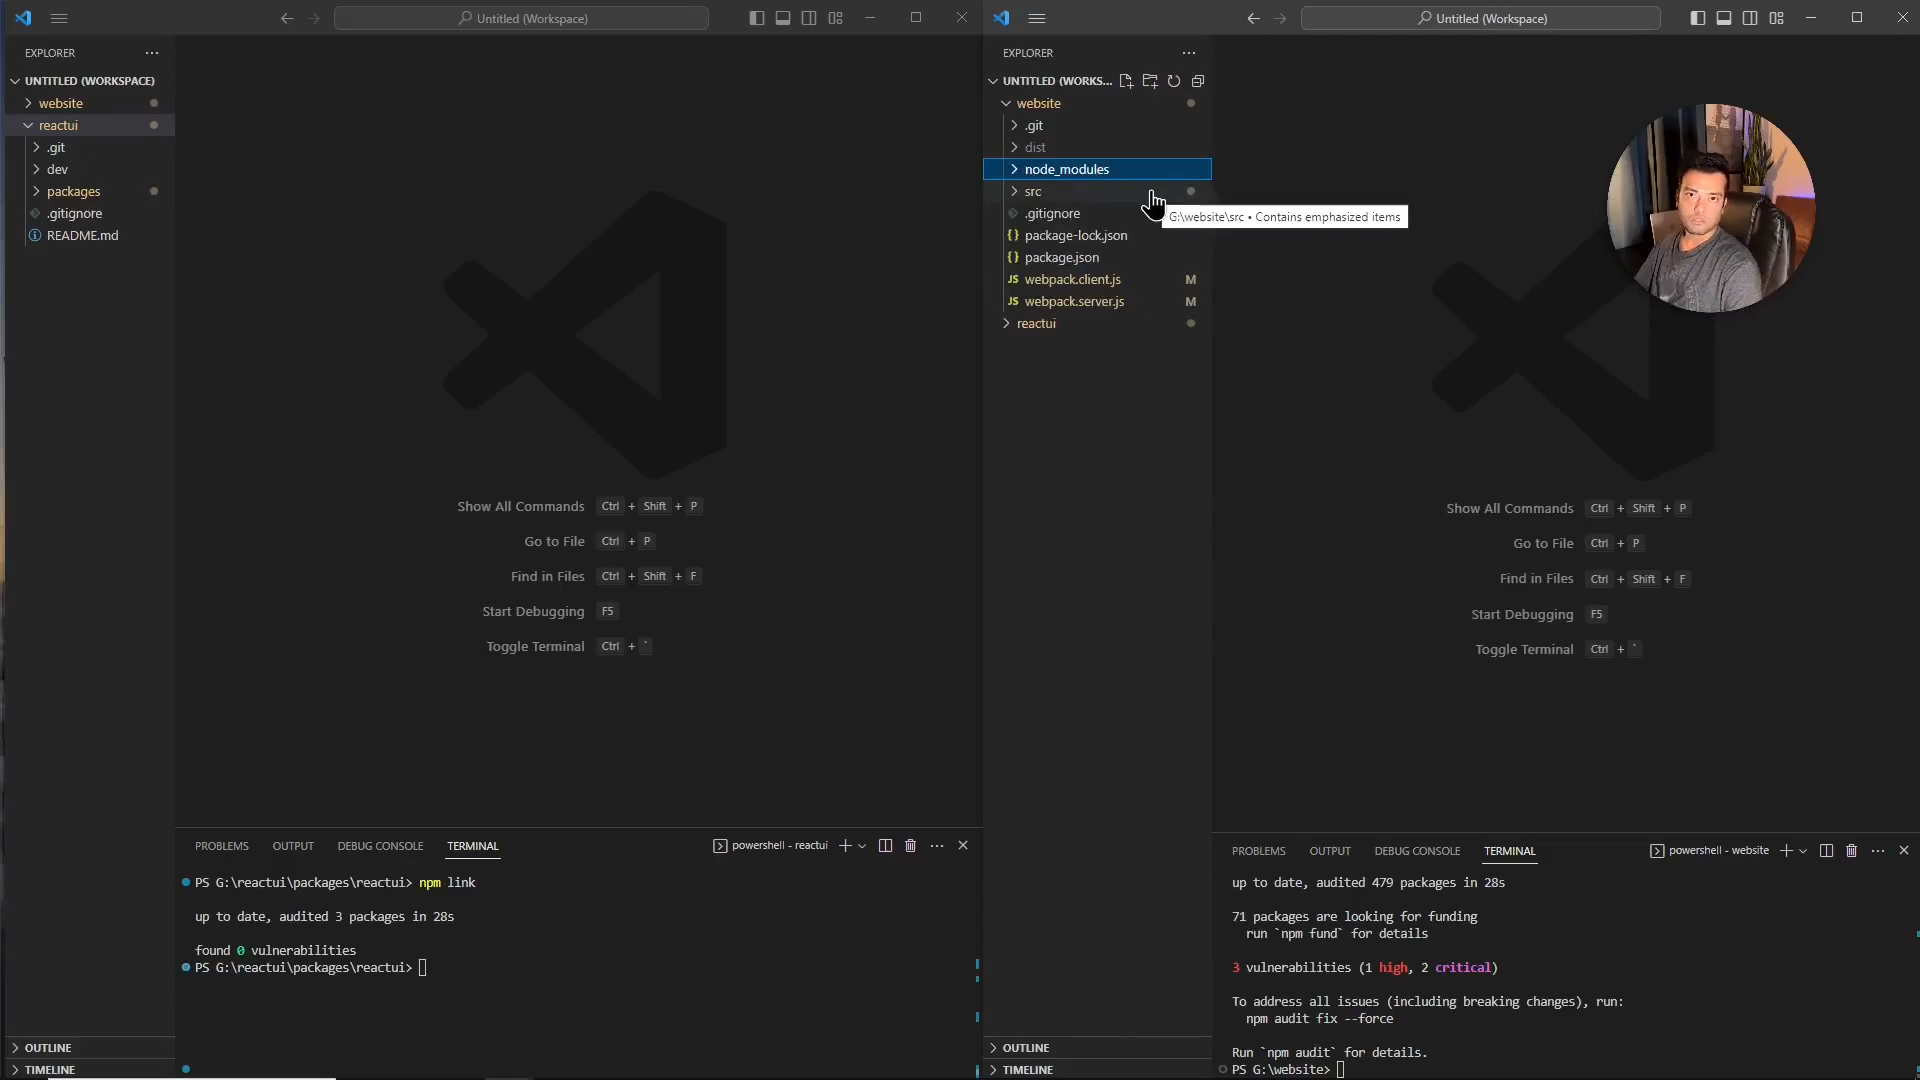 Untitled (Workspace)
EXPLORER
UNTITLED (WORKSPACE)
website
reactui
.git
dev
packages
.gitignore
README.md
Show All Commands Ctrl + Shift + P
Go to File Ctrl + P
Find in Files Ctrl + Shift + F
Start Debugging F5
Toggle Terminal Ctrl + `
PROBLEMS OUTPUT DEBUG CONSOLE TERMINAL
powershell - reactui
PS G:\reactui\packages\reactui> npm link
up to date, audited 3 packages in 28s
found 0 vulnerabilities
PS G:\reactui\packages\reactui>
OUTLINE
TIMELINE
Untitled (Workspace)
EXPLORER
UNTITLED (WORKS...
website
.git
dist
node_modules
src
G:\website\src • Contains emphasized items
.gitignore
{} package-lock.json
{} package.json
JS webpack.client.js M
JS webpack.server.js M
reactui
Show All Commands Ctrl + Shift + P
Go to File Ctrl + P
Find in Files Ctrl + Shift + F
Start Debugging F5
Toggle Terminal Ctrl + `
PROBLEMS OUTPUT DEBUG CONSOLE TERMINAL
powershell - website
up to date, audited 479 packages in 28s
71 packages are looking for funding
run `npm fund` for details
3 vulnerabilities (1 high, 2 critical)
To address all issues (including breaking changes), run:
npm audit fix --force
Run `npm audit` for details.
PS G:\website>
OUTLINE
TIMELINE